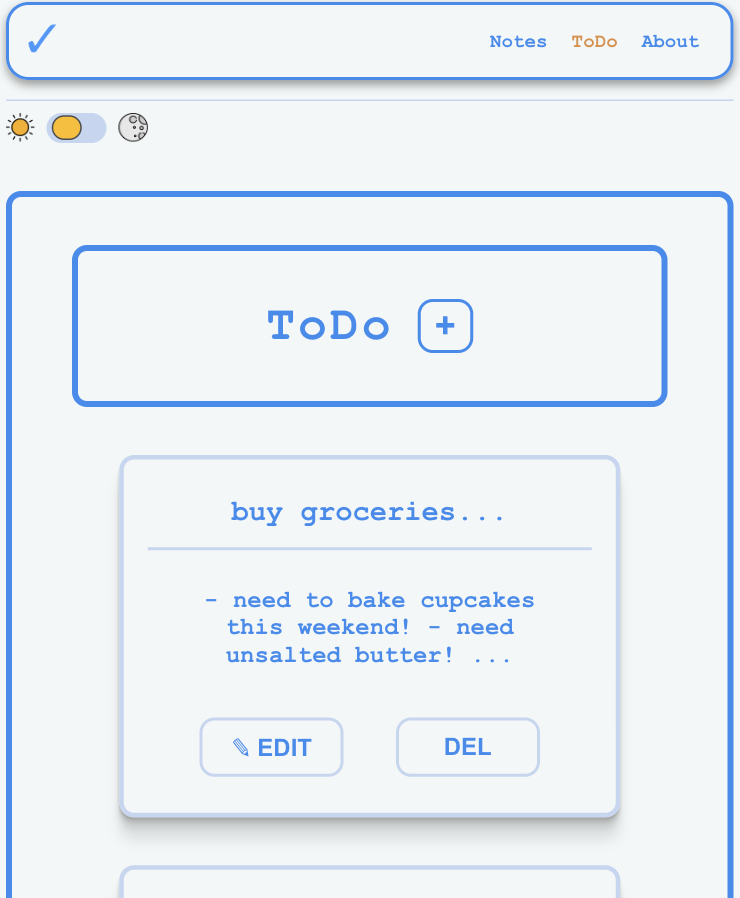 ✓
Notes ToDo About
ToDo +
buy groceries...
- need to bake cupcakes
this weekend! - need
unsalted butter! ...
✎ EDIT DEL